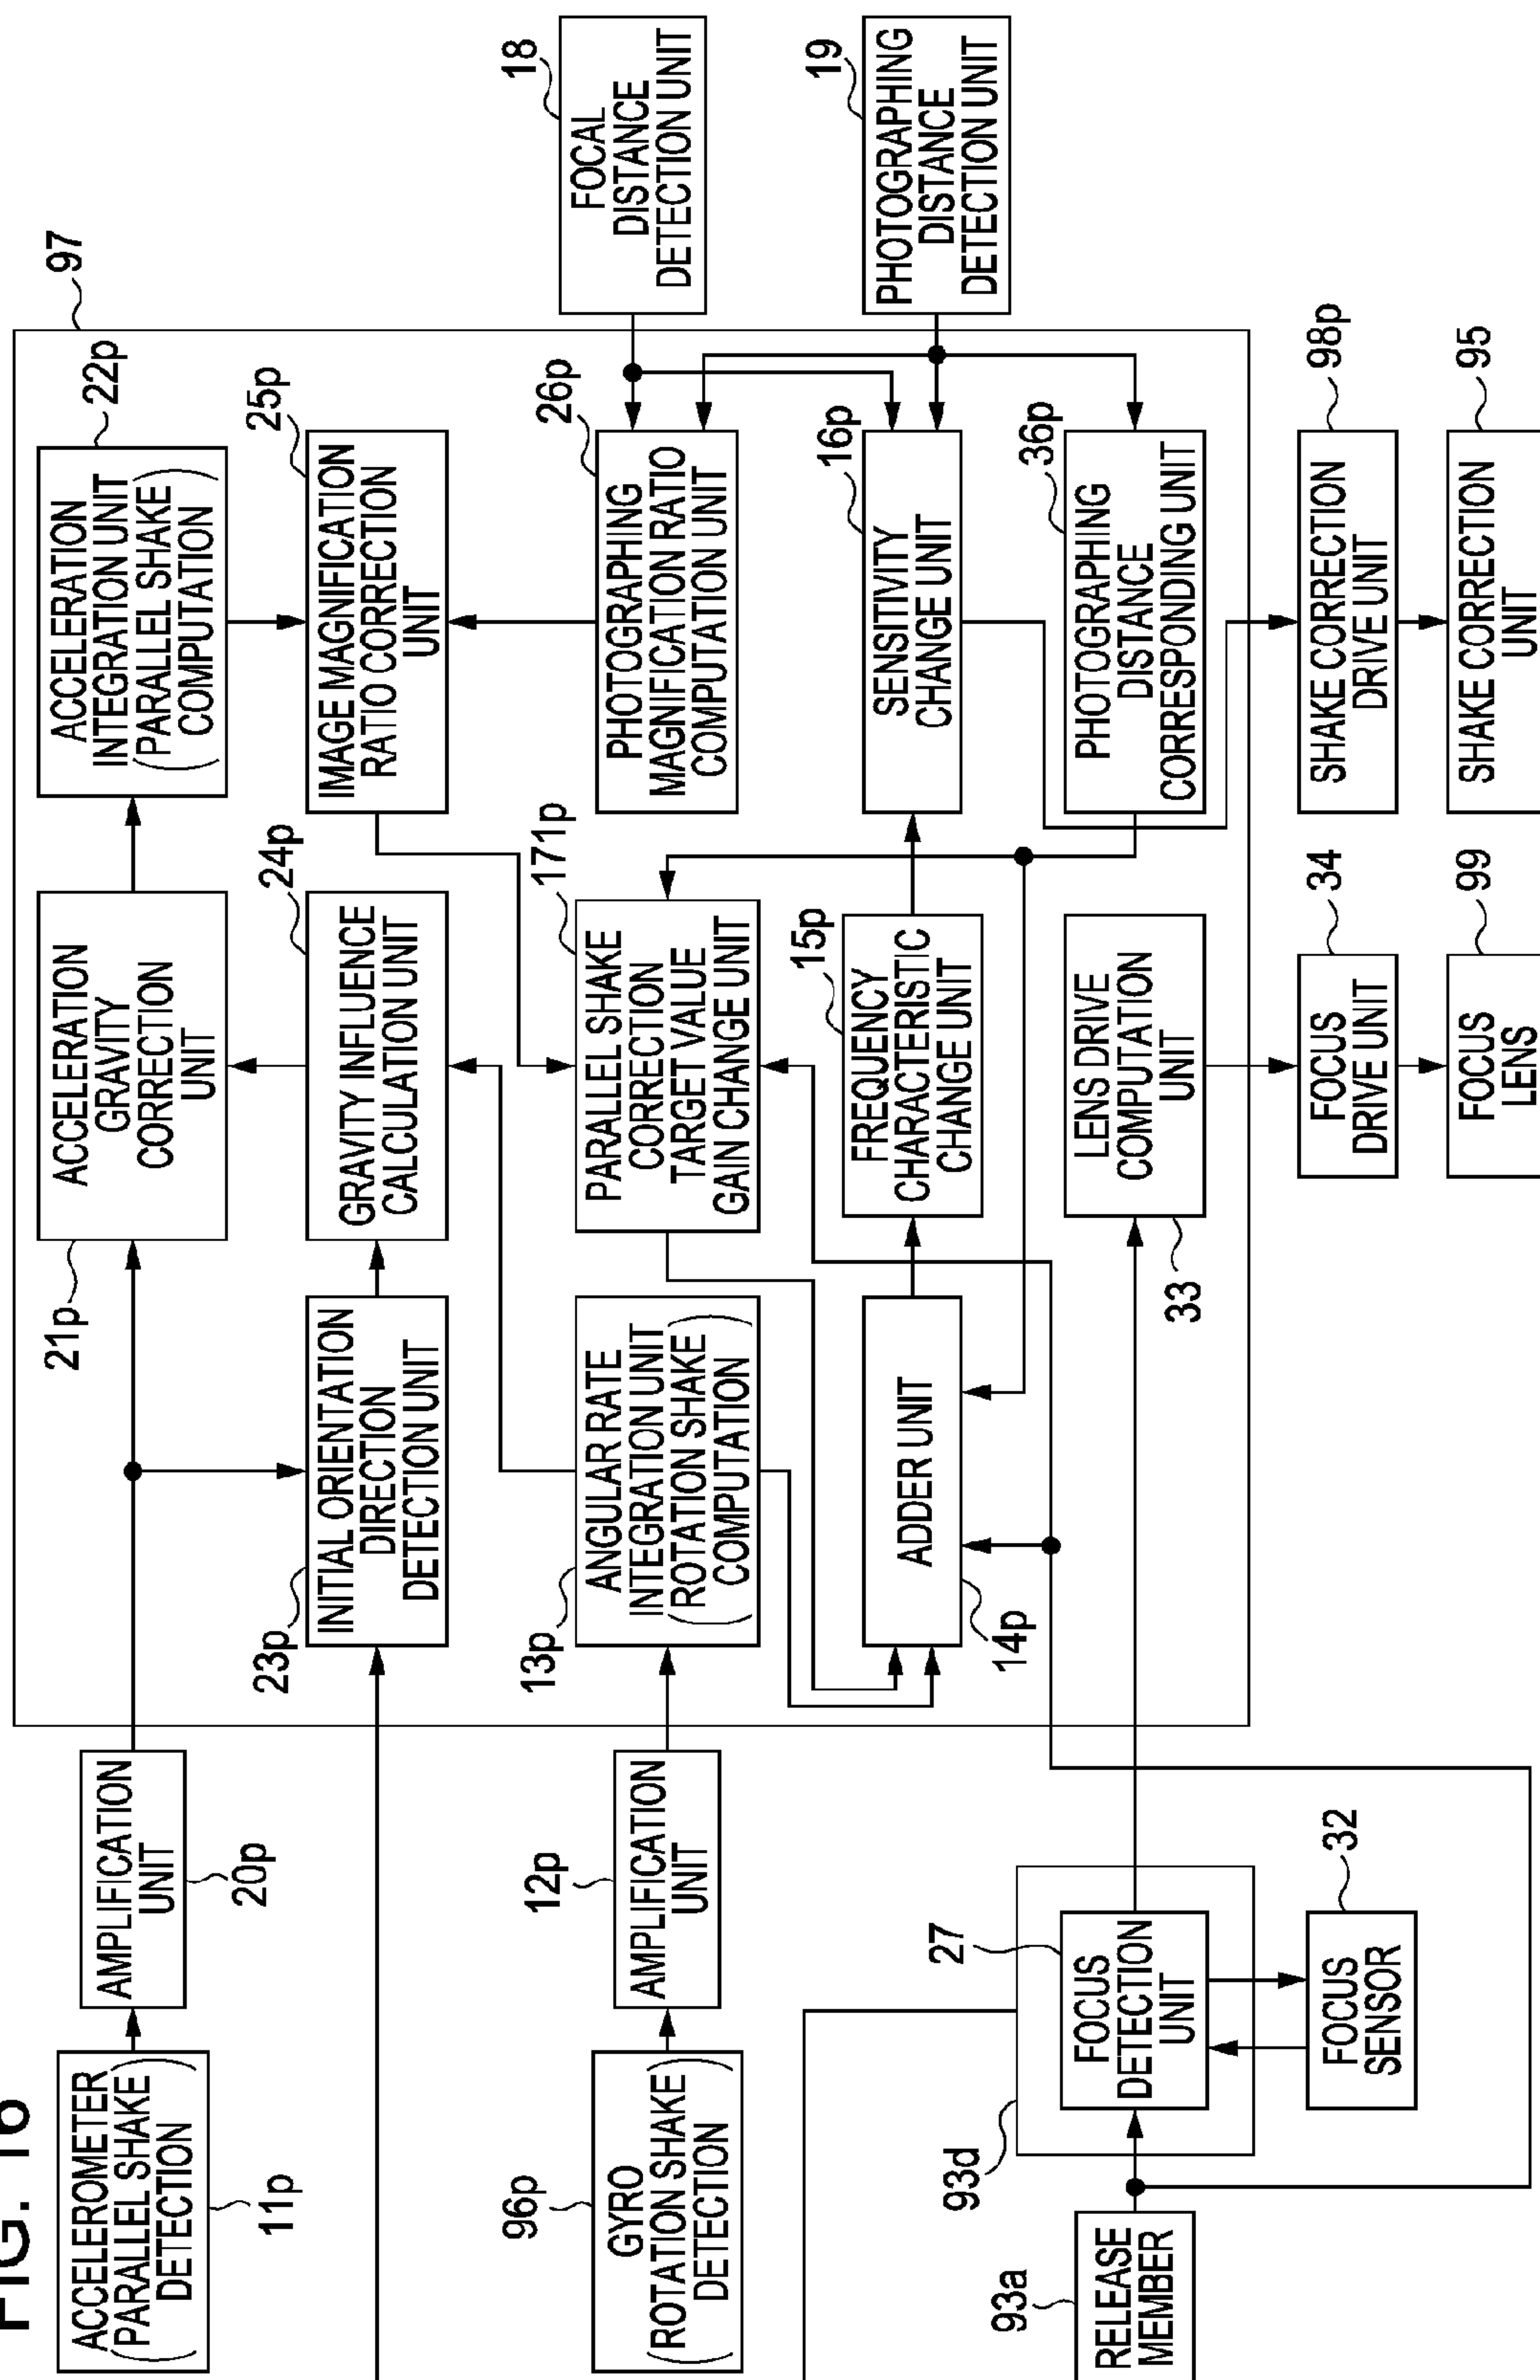 FIG. 16
ACCELEROMETER
(PARALLEL SHAKE
DETECTION)
11p
AMPLIFICATION
UNIT
20p
21p
ACCELERATION
GRAVITY
CORRECTION
UNIT
ACCELERATION
INTEGRATION UNIT
(PARALLEL SHAKE
COMPUTATION)
22p
97
23p
INITIAL ORIENTATION
DIRECTION
DETECTION UNIT
24p
GRAVITY INFLUENCE
CALCULATION UNIT
25p
IMAGE MAGNIFICATION
RATIO CORRECTION
UNIT
96p
GYRO
(ROTATION SHAKE
DETECTION)
12p
AMPLIFICATION
UNIT
13p
ANGULAR RATE
INTEGRATION UNIT
(ROTATION SHAKE
COMPUTATION)
171p
PARALLEL SHAKE
CORRECTION
TARGET VALUE
GAIN CHANGE UNIT
26p
PHOTOGRAPHING
MAGNIFICATION RATIO
COMPUTATION UNIT
18
FOCAL
DISTANCE
DETECTION UNIT
ADDER UNIT
14p
15p
FREQUENCY
CHARACTERISTIC
CHANGE UNIT
16p
SENSITIVITY
CHANGE UNIT
19
PHOTOGRAPHING
DISTANCE
DETECTION UNIT
93a
RELEASE
MEMBER
93d
27
FOCUS
DETECTION
UNIT
32
FOCUS
SENSOR
LENS DRIVE
COMPUTATION
UNIT
33
36p
PHOTOGRAPHING
DISTANCE
CORRESPONDING UNIT
34
FOCUS
DRIVE UNIT
98p
SHAKE CORRECTION
DRIVE UNIT
99
FOCUS
LENS
95
SHAKE CORRECTION
UNIT